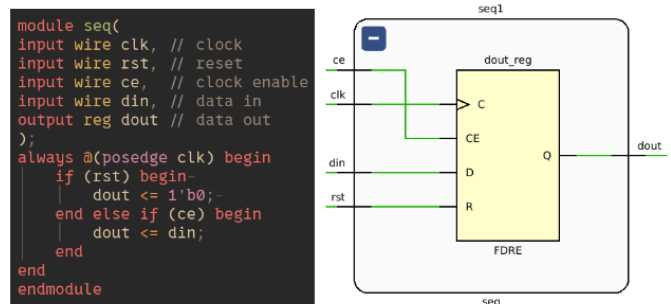 module seq(
input wire clk, // clock
input wire rst, // reset
input wire ce, // clock enable
input wire din, // data in
output reg dout // data out
);
always @(posedge clk) begin
if (rst) begin-
dout <= 1'b0;-
end else if (ce) begin
dout <= din;
end
end
endmodule
seq1
ce
clk
din
rst
dout_reg
C
CE
D
R
Q
FDRE
dout
seq